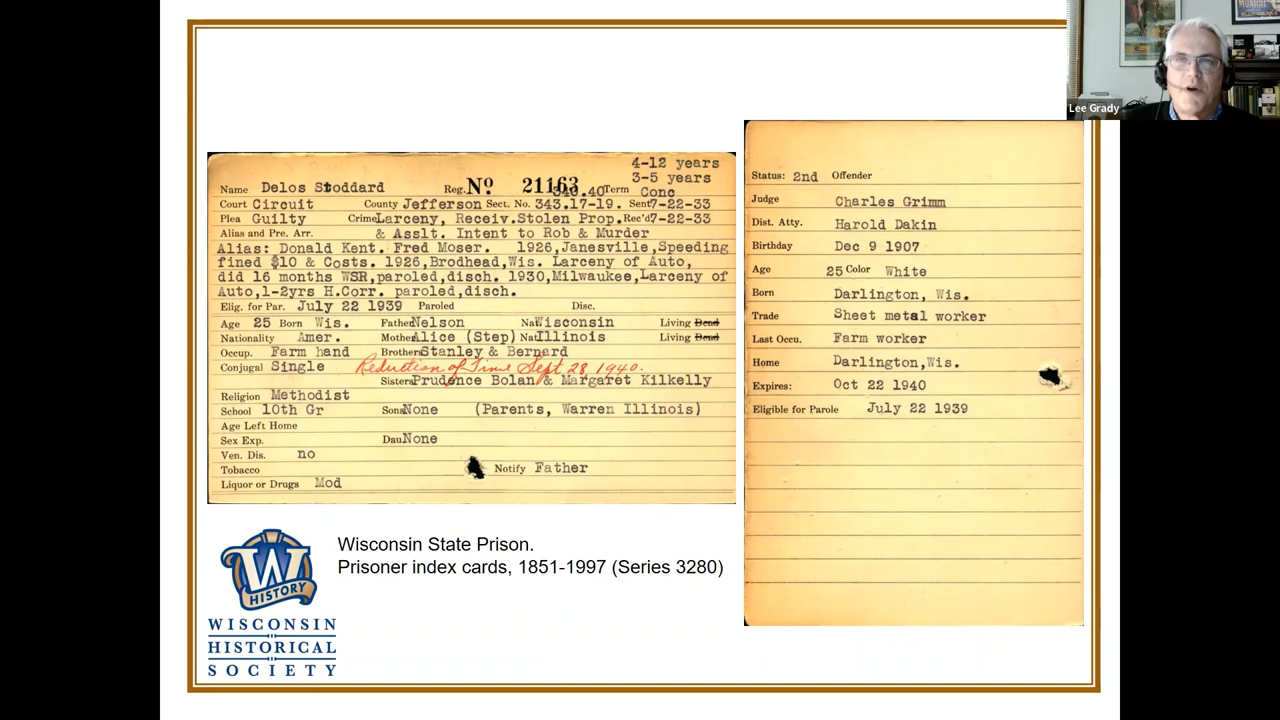 Lee Grady
4-12 years
3-5 years
Name Delos Stoddard Reg. No 21163 340.40 Term Conc
Court Circuit County Jefferson Sect. No. 343.17-19. Sent 7-22-33
Plea Guilty Crime Larceny, Receiv.Stolen Prop. Rec'd 7-22-33
Alias and Pre. Arr. & Asslt. Intent to Rob & Murder
Alias: Donald Kent. Fred Moser. 1926,Janesville,Speeding
fined $10 & Costs. 1926,Brodhead,Wis. Larceny of Auto,
did 16 months WSR,paroled,disch. 1930,Milwaukee,Larceny of
Auto,1-2yrs H.Corr. paroled,disch.
Elig. for Par. July 22 1939 Paroled Disc.
Age 25 Born Wis. Father Nelson Na Wisconsin Living Dead
Nationality Amer. Mother Alice (Step) Nat Illinois Living Dead
Occup. Farm hand Brothers Stanley & Bernard
Conjugal Single Reduction of Time Sept 28 1940.
Sisters Prudence Bolan & Margaret Kilkelly
Religion Methodist
School 10th Gr Sons None (Parents, Warren Illinois)
Age Left Home
Sex Exp. Dau None
Ven. Dis. no
Tobacco Notify Father
Liquor or Drugs Mod
Status: 2nd Offender
Judge Charles Grimm
Dist. Atty. Harold Dakin
Birthday Dec 9 1907
Age 25 Color White
Born Darlington, Wis.
Trade Sheet metal worker
Last Occu. Farm worker
Home Darlington,Wis.
Expires: Oct 22 1940
Eligible for Parole July 22 1939
W
HISTORY
WISCONSIN
HISTORICAL
SOCIETY
Wisconsin State Prison.
Prisoner index cards, 1851-1997 (Series 3280)